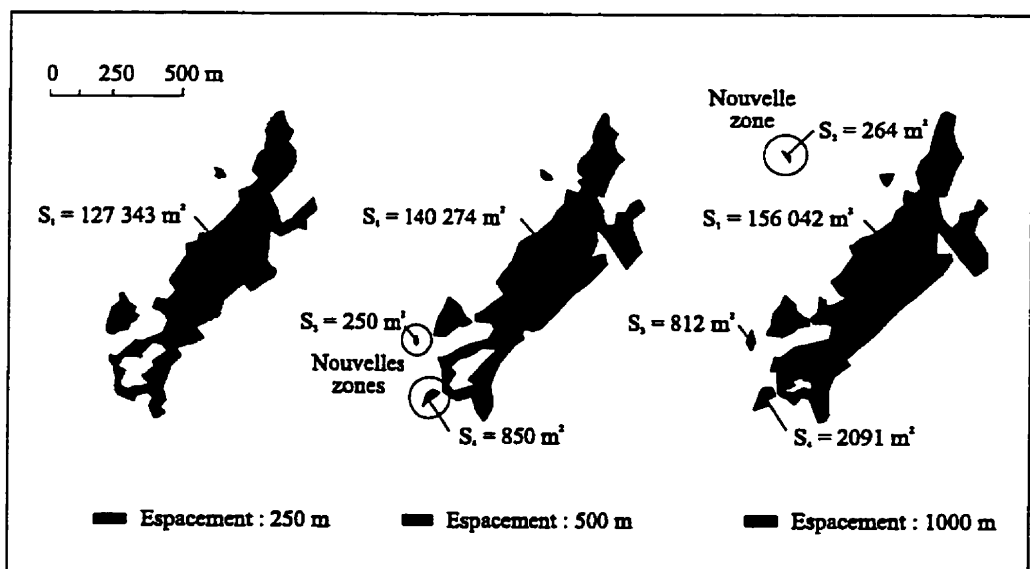 0 250 500 m
S₁ = 127 343 m²
Espacement : 250 m
S₁ = 140 274 m²
S₃ = 250 m²
Nouvelles
zones
S₄ = 850 m²
Espacement : 500 m
Nouvelle
zone
S₂ = 264 m²
S₁ = 156 042 m²
S₃ = 812 m²
S₄ = 2091 m²
Espacement : 1000 m